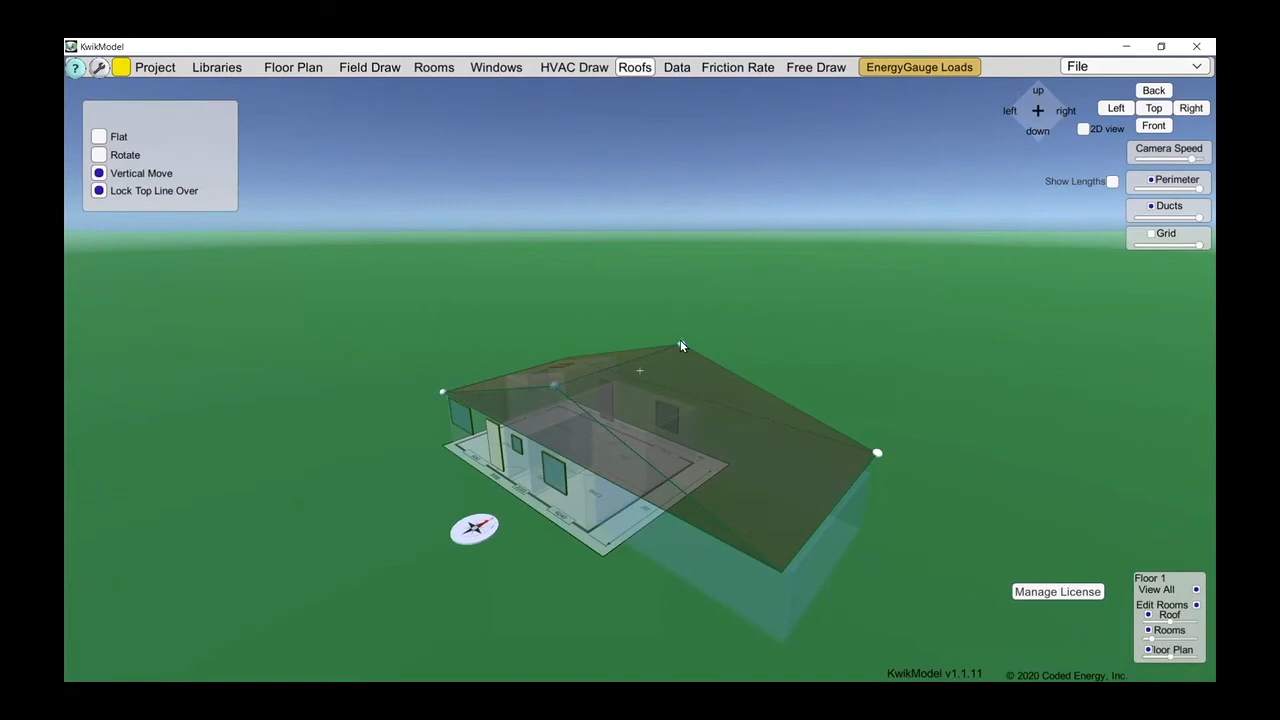 KwikModel
? Project Libraries Floor Plan Field Draw Rooms Windows HVAC Draw Roofs Data Friction Rate Free Draw EnergyGauge Loads File
Flat
Rotate
Vertical Move
Lock Top Line Over
up
left right
down
Back
Left Top Right
Front
2D view
Camera Speed
Show Lengths
Perimeter
Ducts
Grid
Manage License
Floor 1
View All
Edit Rooms
Roof
Rooms
loor Plan
KwikModel v1.1.11
© 2020 Coded Energy, Inc.